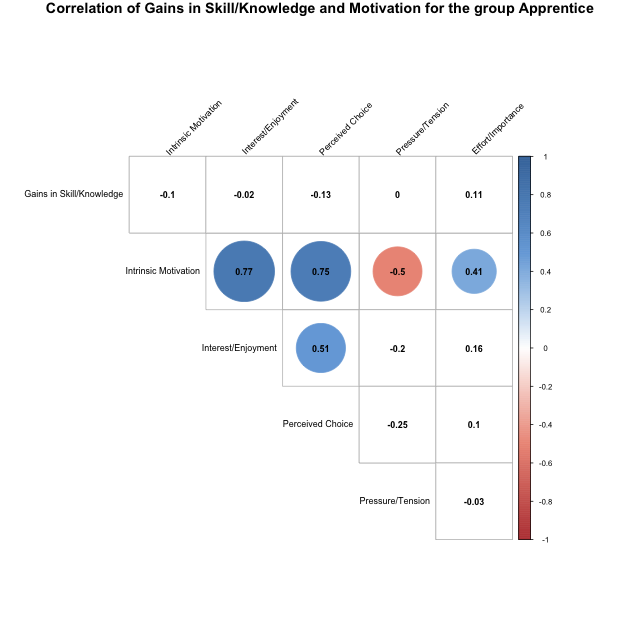 Correlation of Gains in Skill/Knowledge and Motivation for the group Apprentice
Intrinsic Motivation
Interest/Enjoyment
Perceived Choice
Pressure/Tension
Effort/Importance
Gains in Skill/Knowledge -0.1 -0.02 -0.13 0 0.11
Intrinsic Motivation 0.77 0.75 -0.5 0.41
Interest/Enjoyment 0.51 -0.2 0.16
Perceived Choice -0.25 0.1
Pressure/Tension -0.03
1
0.8
0.6
0.4
0.2
0
-0.2
-0.4
-0.6
-0.8
-1